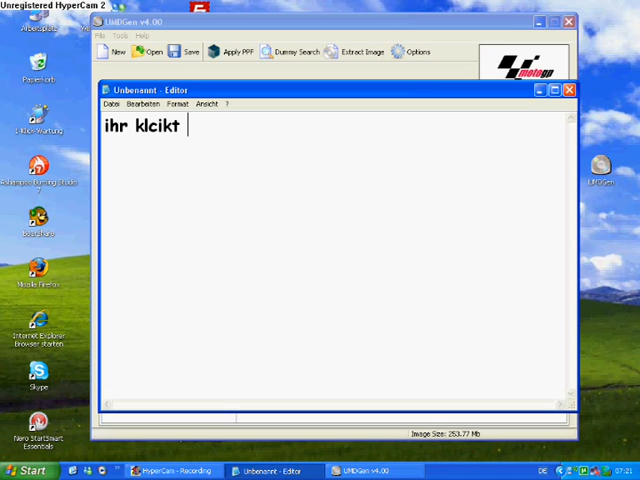 Unregistered HyperCam 2
UMDGen v4.00
File Tools Help
New Open Save Apply PPF Dummy Search Extract Image Options
motogp
Unbenannt - Editor
Datei Bearbeiten Format Ansicht ?
ihr klcikt
Arbeitsplatz
Papierkorb
1-Klick-Wartung
Ashampoo Burning Studio
7
BearShare
Mozilla Firefox
Internet Explorer
Browser starten
Skype
Nero StartSmart
Essentials
UMDGen
Image Size: 253.77 Mb
Start
HyperCam - Recording
Unbenannt - Editor
UMDGen v4.00
DE
07:21